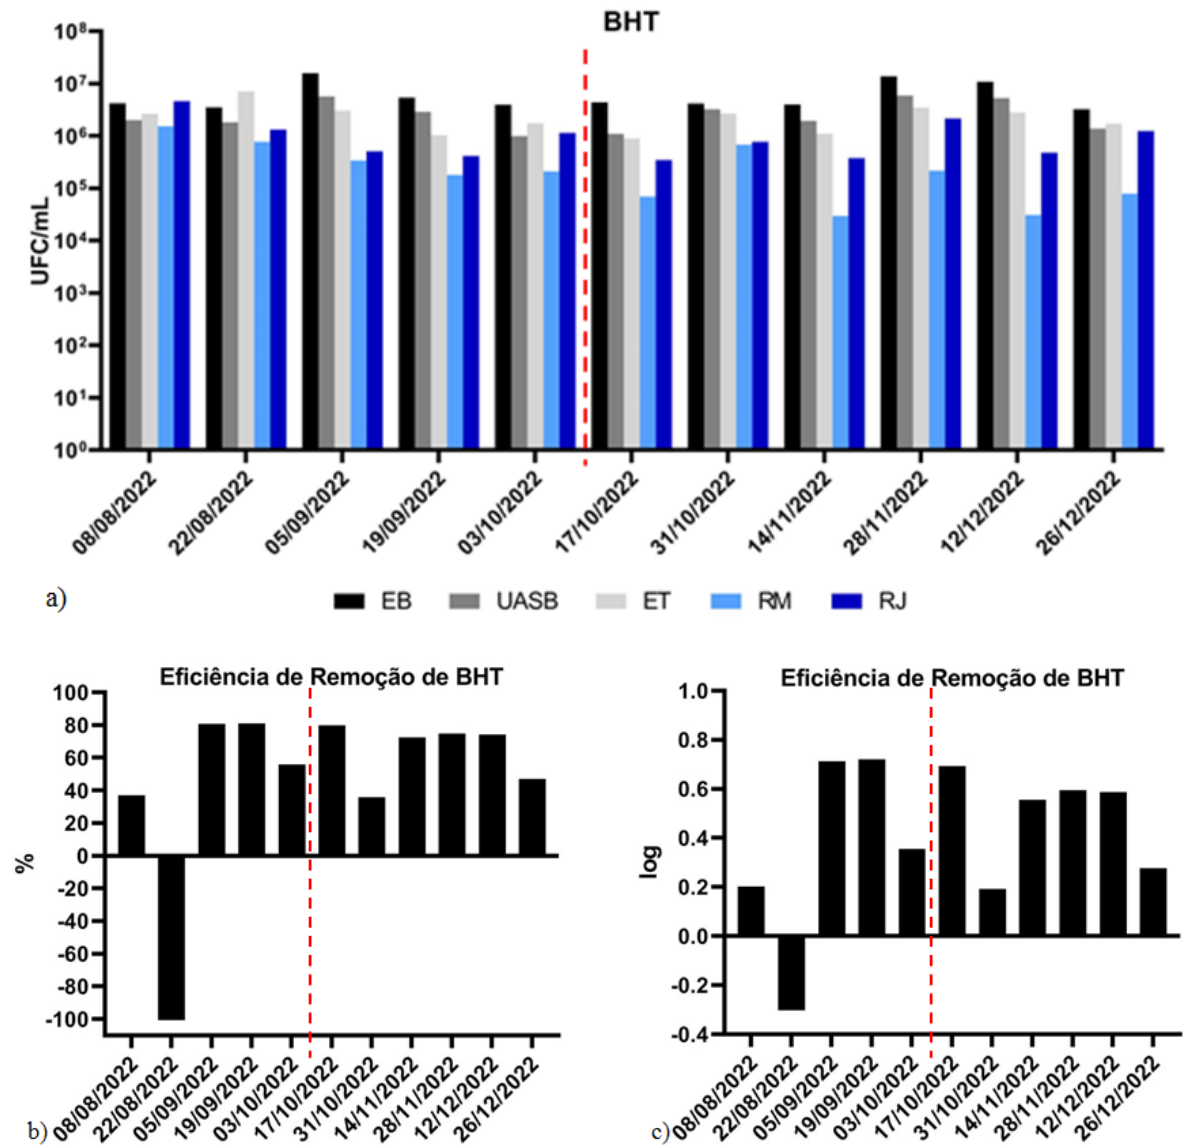 BHT
UFC/mL
10⁸
10⁷
10⁶
10⁵
10⁴
10³
10²
10¹
10⁰
08/08/2022 22/08/2022 05/09/2022 19/09/2022 03/10/2022 17/10/2022 31/10/2022 14/11/2022 28/11/2022 12/12/2022 26/12/2022
a)
EB UASB ET RM RJ
Eficiência de Remoção de BHT
%
100
80
60
40
20
0
-20
-40
-60
-80
-100
08/08/2022 22/08/2022 05/09/2022 19/09/2022 03/10/2022 17/10/2022 31/10/2022 14/11/2022 28/11/2022 12/12/2022 26/12/2022
b)
Eficiência de Remoção de BHT
log
1.0
0.8
0.6
0.4
0.2
0.0
-0.2
-0.4
08/08/2022 22/08/2022 05/09/2022 19/09/2022 03/10/2022 17/10/2022 31/10/2022 14/11/2022 28/11/2022 12/12/2022 26/12/2022
c)